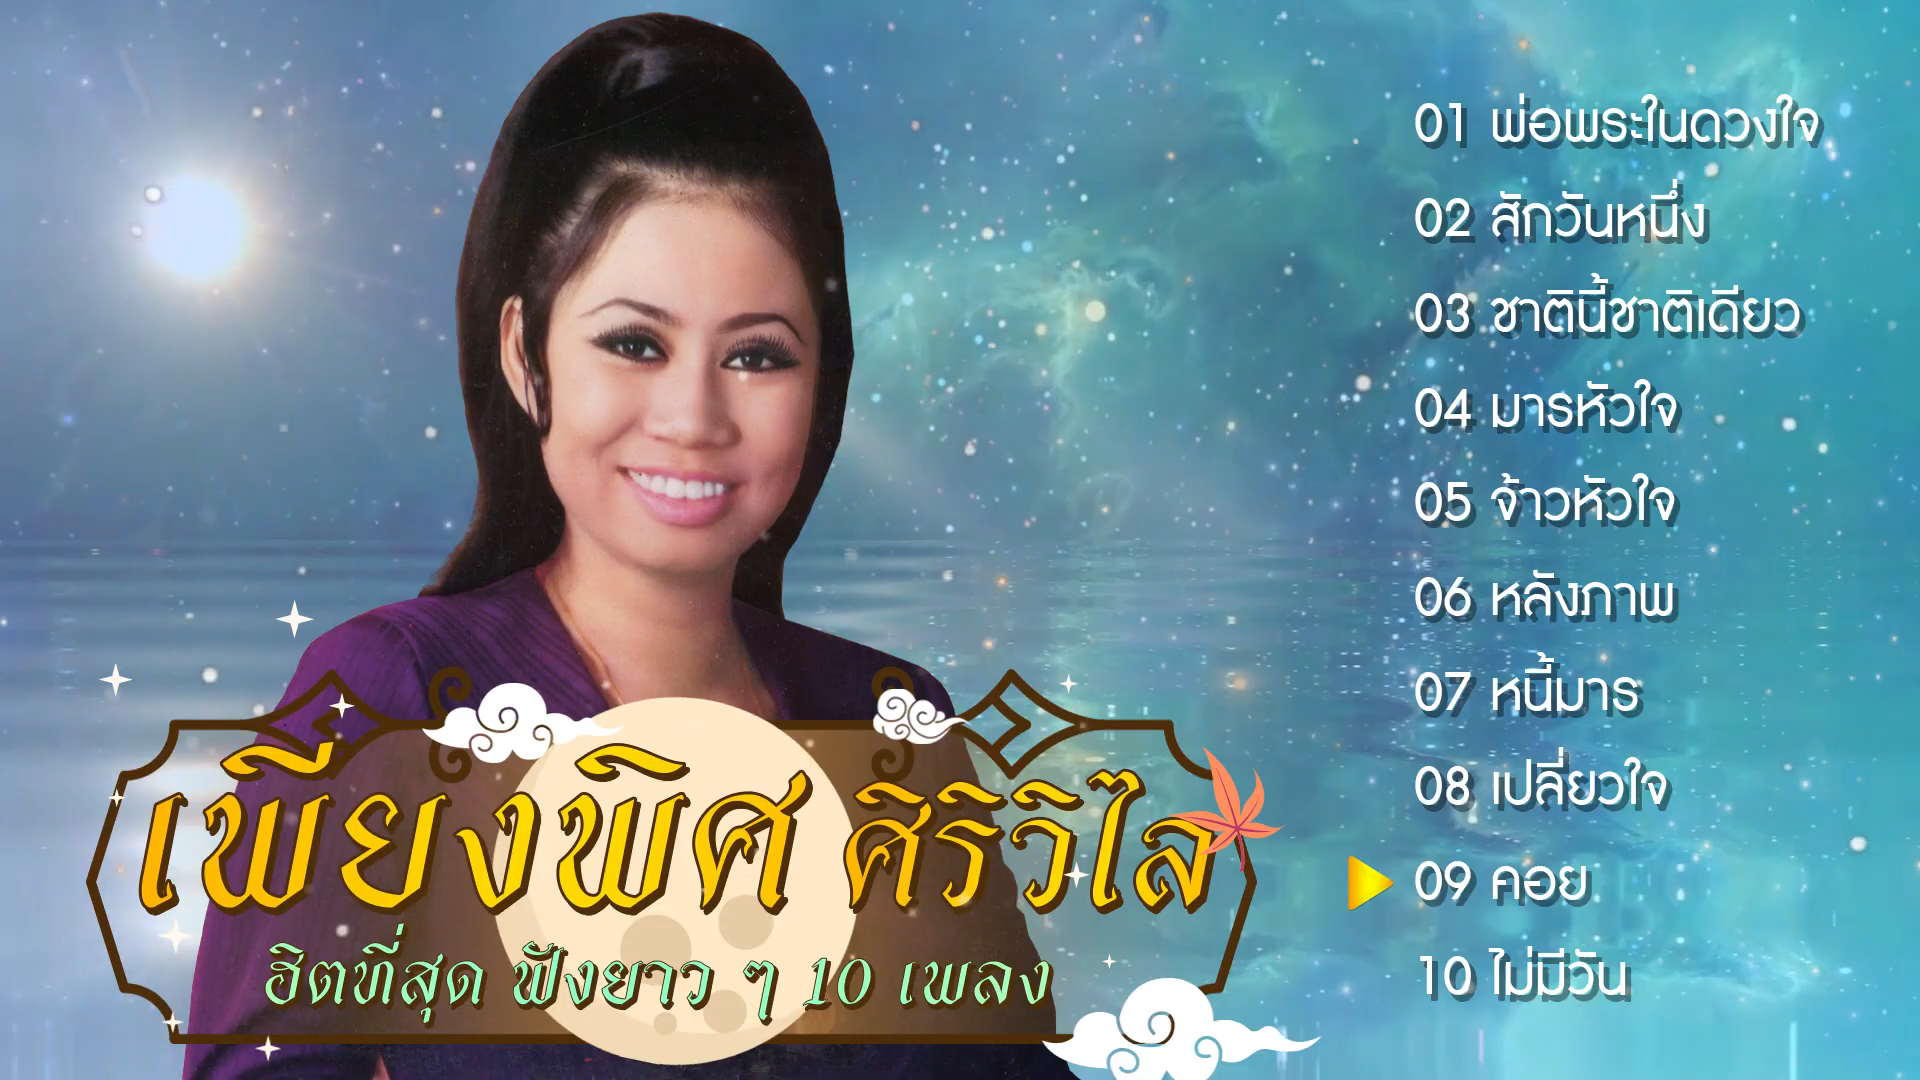 เพียงพิศ ศิริวิไล
ฮิตที่สุด ฟังยาว ๆ 10 เพลง
01 พ่อพระในดวงใจ
02 สักวันหนึ่ง
03 ชาตินี้ชาติเดียว
04 มารหัวใจ
05 จ้าวหัวใจ
06 หลังภาพ
07 หนี้มาร
08 เปลี่ยวใจ
09 คอย
10 ไม่มีวัน